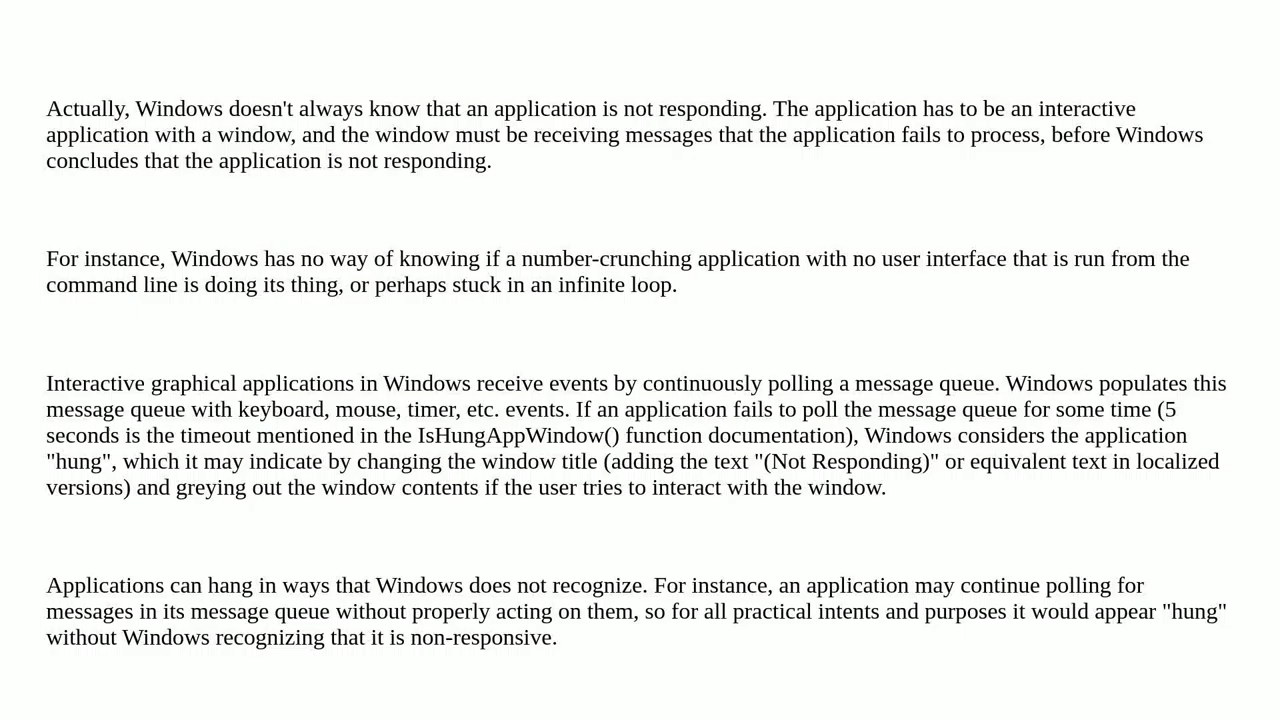 Actually, Windows doesn't always know that an application is not responding. The application has to be an interactive
application with a window, and the window must be receiving messages that the application fails to process, before Windows
concludes that the application is not responding.
For instance, Windows has no way of knowing if a number-crunching application with no user interface that is run from the
command line is doing its thing, or perhaps stuck in an infinite loop.
Interactive graphical applications in Windows receive events by continuously polling a message queue. Windows populates this
message queue with keyboard, mouse, timer, etc. events. If an application fails to poll the message queue for some time (5
seconds is the timeout mentioned in the IsHungAppWindow() function documentation), Windows considers the application
"hung", which it may indicate by changing the window title (adding the text "(Not Responding)" or equivalent text in localized
versions) and greying out the window contents if the user tries to interact with the window.
Applications can hang in ways that Windows does not recognize. For instance, an application may continue polling for
messages in its message queue without properly acting on them, so for all practical intents and purposes it would appear "hung"
without Windows recognizing that it is non-responsive.